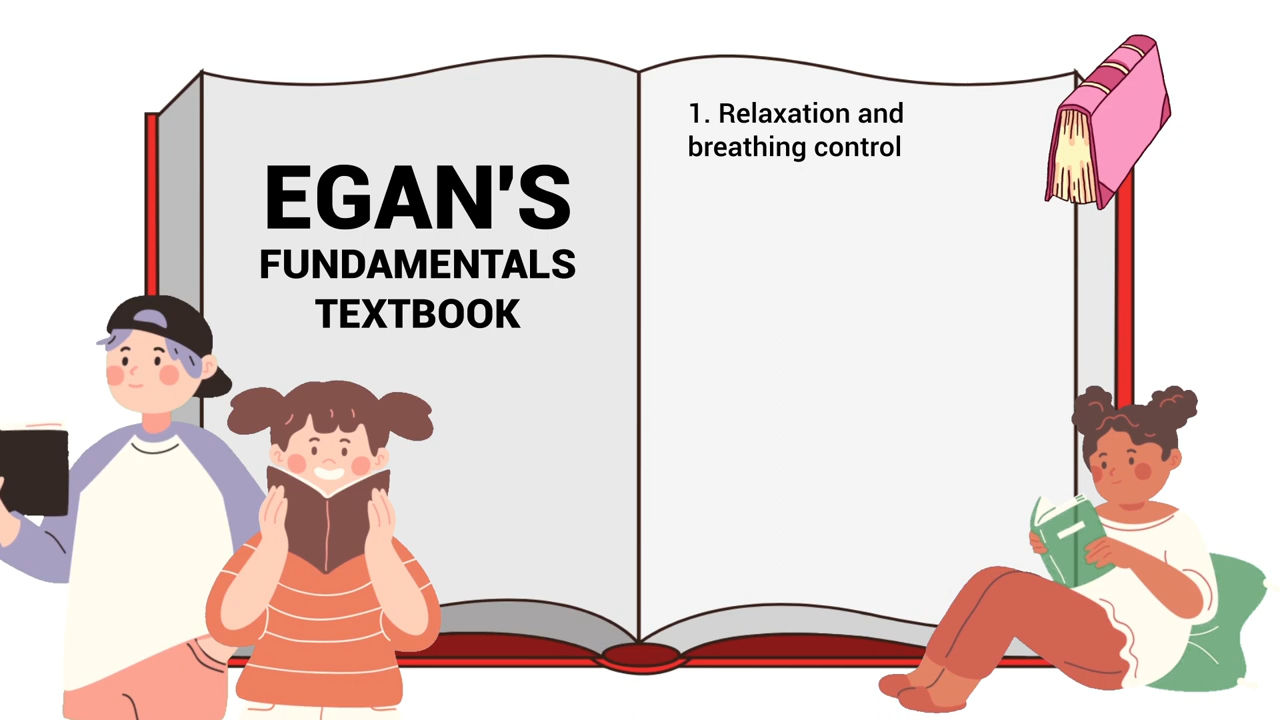 EGAN'S
FUNDAMENTALS
TEXTBOOK
1. Relaxation and
breathing control